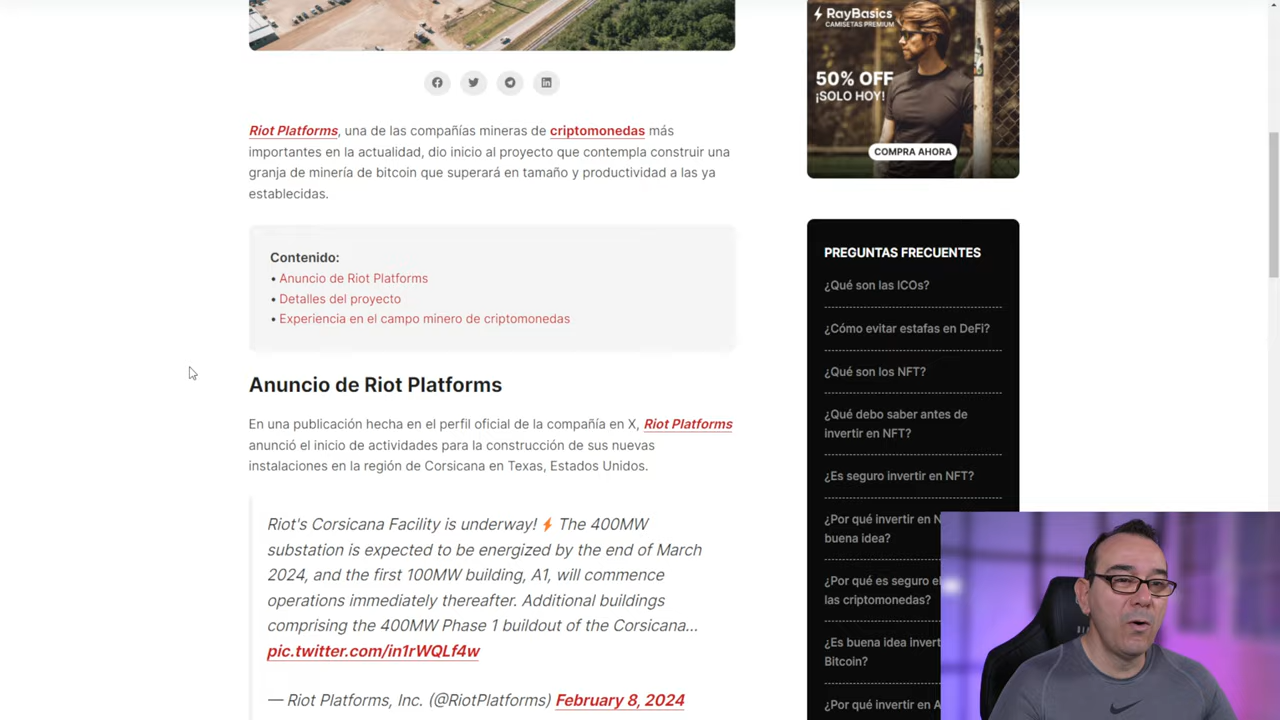 Riot Platforms, una de las compañías mineras de criptomonedas más
importantes en la actualidad, dio inicio al proyecto que contempla construir una
granja de minería de bitcoin que superará en tamaño y productividad a las ya
establecidas.
Contenido:
• Anuncio de Riot Platforms
• Detalles del proyecto
• Experiencia en el campo minero de criptomonedas
Anuncio de Riot Platforms
En una publicación hecha en el perfil oficial de la compañía en X, Riot Platforms
anunció el inicio de actividades para la construcción de sus nuevas
instalaciones en la región de Corsicana en Texas, Estados Unidos.
Riot's Corsicana Facility is underway! ⚡ The 400MW
substation is expected to be energized by the end of March
2024, and the first 100MW building, A1, will commence
operations immediately thereafter. Additional buildings
comprising the 400MW Phase 1 buildout of the Corsicana...
pic.twitter.com/in1rWQLf4w
— Riot Platforms, Inc. (@RiotPlatforms) February 8, 2024
RayBasics
CAMISETAS PREMIUM
50% OFF
¡SOLO HOY!
COMPRA AHORA
PREGUNTAS FRECUENTES
¿Qué son las ICOs?
¿Cómo evitar estafas en DeFi?
¿Qué son los NFT?
¿Qué debo saber antes de
invertir en NFT?
¿Es seguro invertir en NFT?
¿Por qué invertir en N
buena idea?
¿Por qué es seguro el
las criptomonedas?
¿Es buena idea invert
Bitcoin?
¿Por qué invertir en A